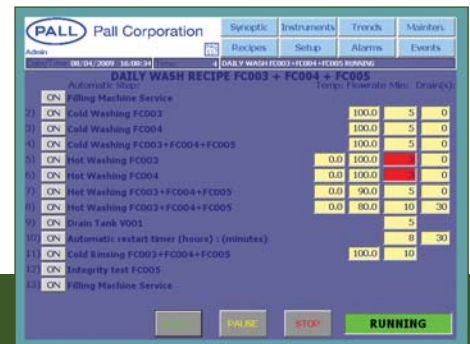 PALL Pall Corporation
Synoptic Instruments Trends Mainten.
Admin
Recipes Setup Alarms Events
Date/Time 08/04/2009 16:08:34 4 DAILY WASH FC003+FC004+FC005 RUNNING
DAILY WASH RECIPE FC003 + FC004 + FC005
Automatic Step: Temp: Flowrate Min: Drain(s):
ON Filling Machine Service
2) ON Cold Washing FC003 100.0 5 0
3) ON Cold Washing FC004 100.0 5 0
4) ON Cold Washing FC003+FC004+FC005 100.0 5 0
5) ON Hot Washing FC003 0.0 100.0 0
6) ON Hot Washing FC004 0.0 100.0 0
7) ON Hot Washing FC003+FC004+FC005 0.0 90.0 5 0
8) ON Hot Washing FC003+FC004+FC005 0.0 80.0 10 30
9) ON Drain Tank V001 5
10) ON Automatic restart timer (hours) : (minutes) 8 30
11) ON Cold Rinsing FC003+FC004+FC005 100.0 10
12) ON Integrity test FC005
13) ON Filling Machine Service
PAUSE STOP RUNNING